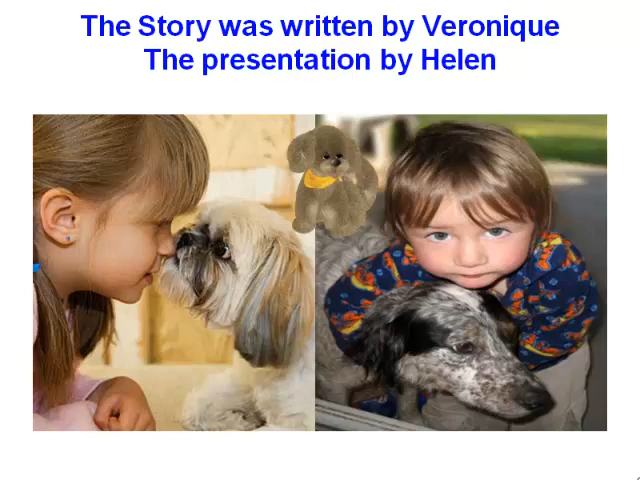 The Story was written by Veronique
The presentation by Helen